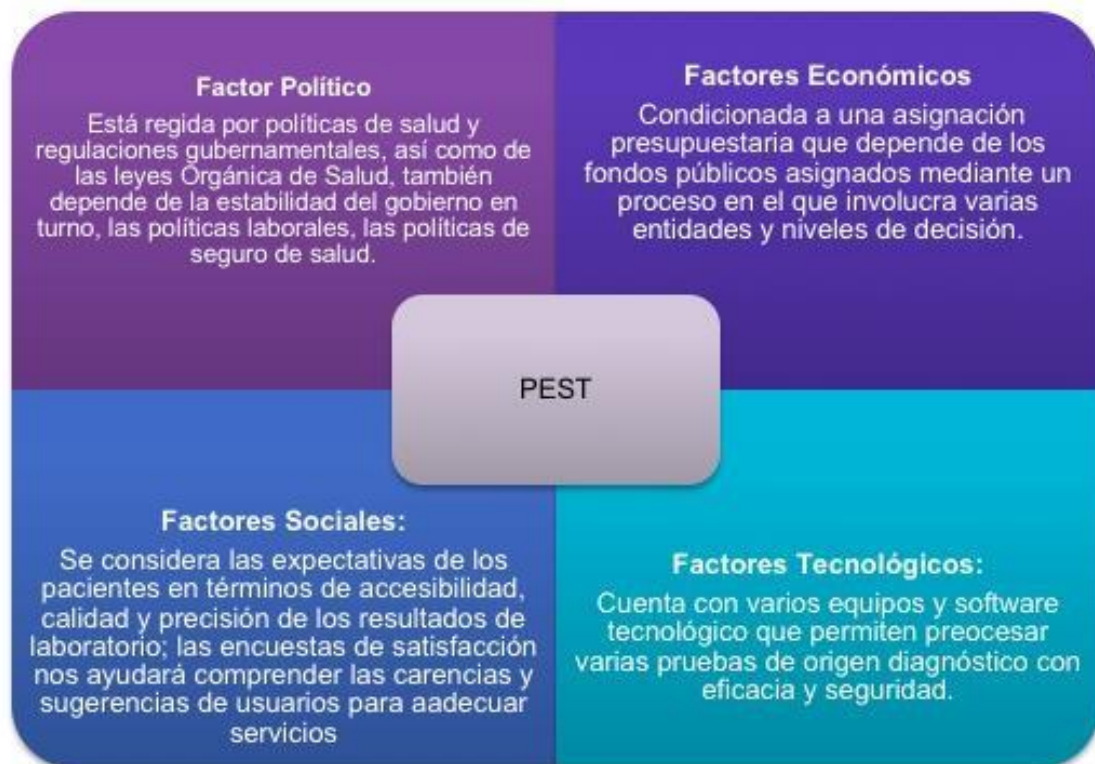 Factor Político
Está regida por políticas de salud y
regulaciones gubernamentales, así como de
las leyes Orgánica de Salud, también
depende de la estabilidad del gobierno en
turno, las políticas laborales, las políticas de
seguro de salud.
Factores Económicos
Condicionada a una asignación
presupuestaria que depende de los
fondos públicos asignados mediante un
proceso en el que involucra varias
entidades y niveles de decisión.
PEST
Factores Sociales:
Se considera las expectativas de los
pacientes en términos de accesibilidad,
calidad y precisión de los resultados de
laboratorio; las encuestas de satisfacción
nos ayudará comprender las carencias y
sugerencias de usuarios para aadecuar
servicios
Factores Tecnológicos:
Cuenta con varios equipos y software
tecnológico que permiten preocesar
varias pruebas de origen diagnóstico con
eficacia y seguridad.